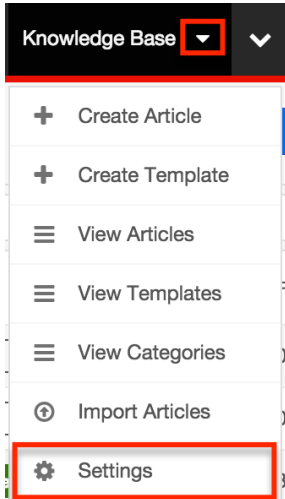 Knowledge Base
Create Article
Create Template
View Articles
View Templates
View Categories
Import Articles
Settings